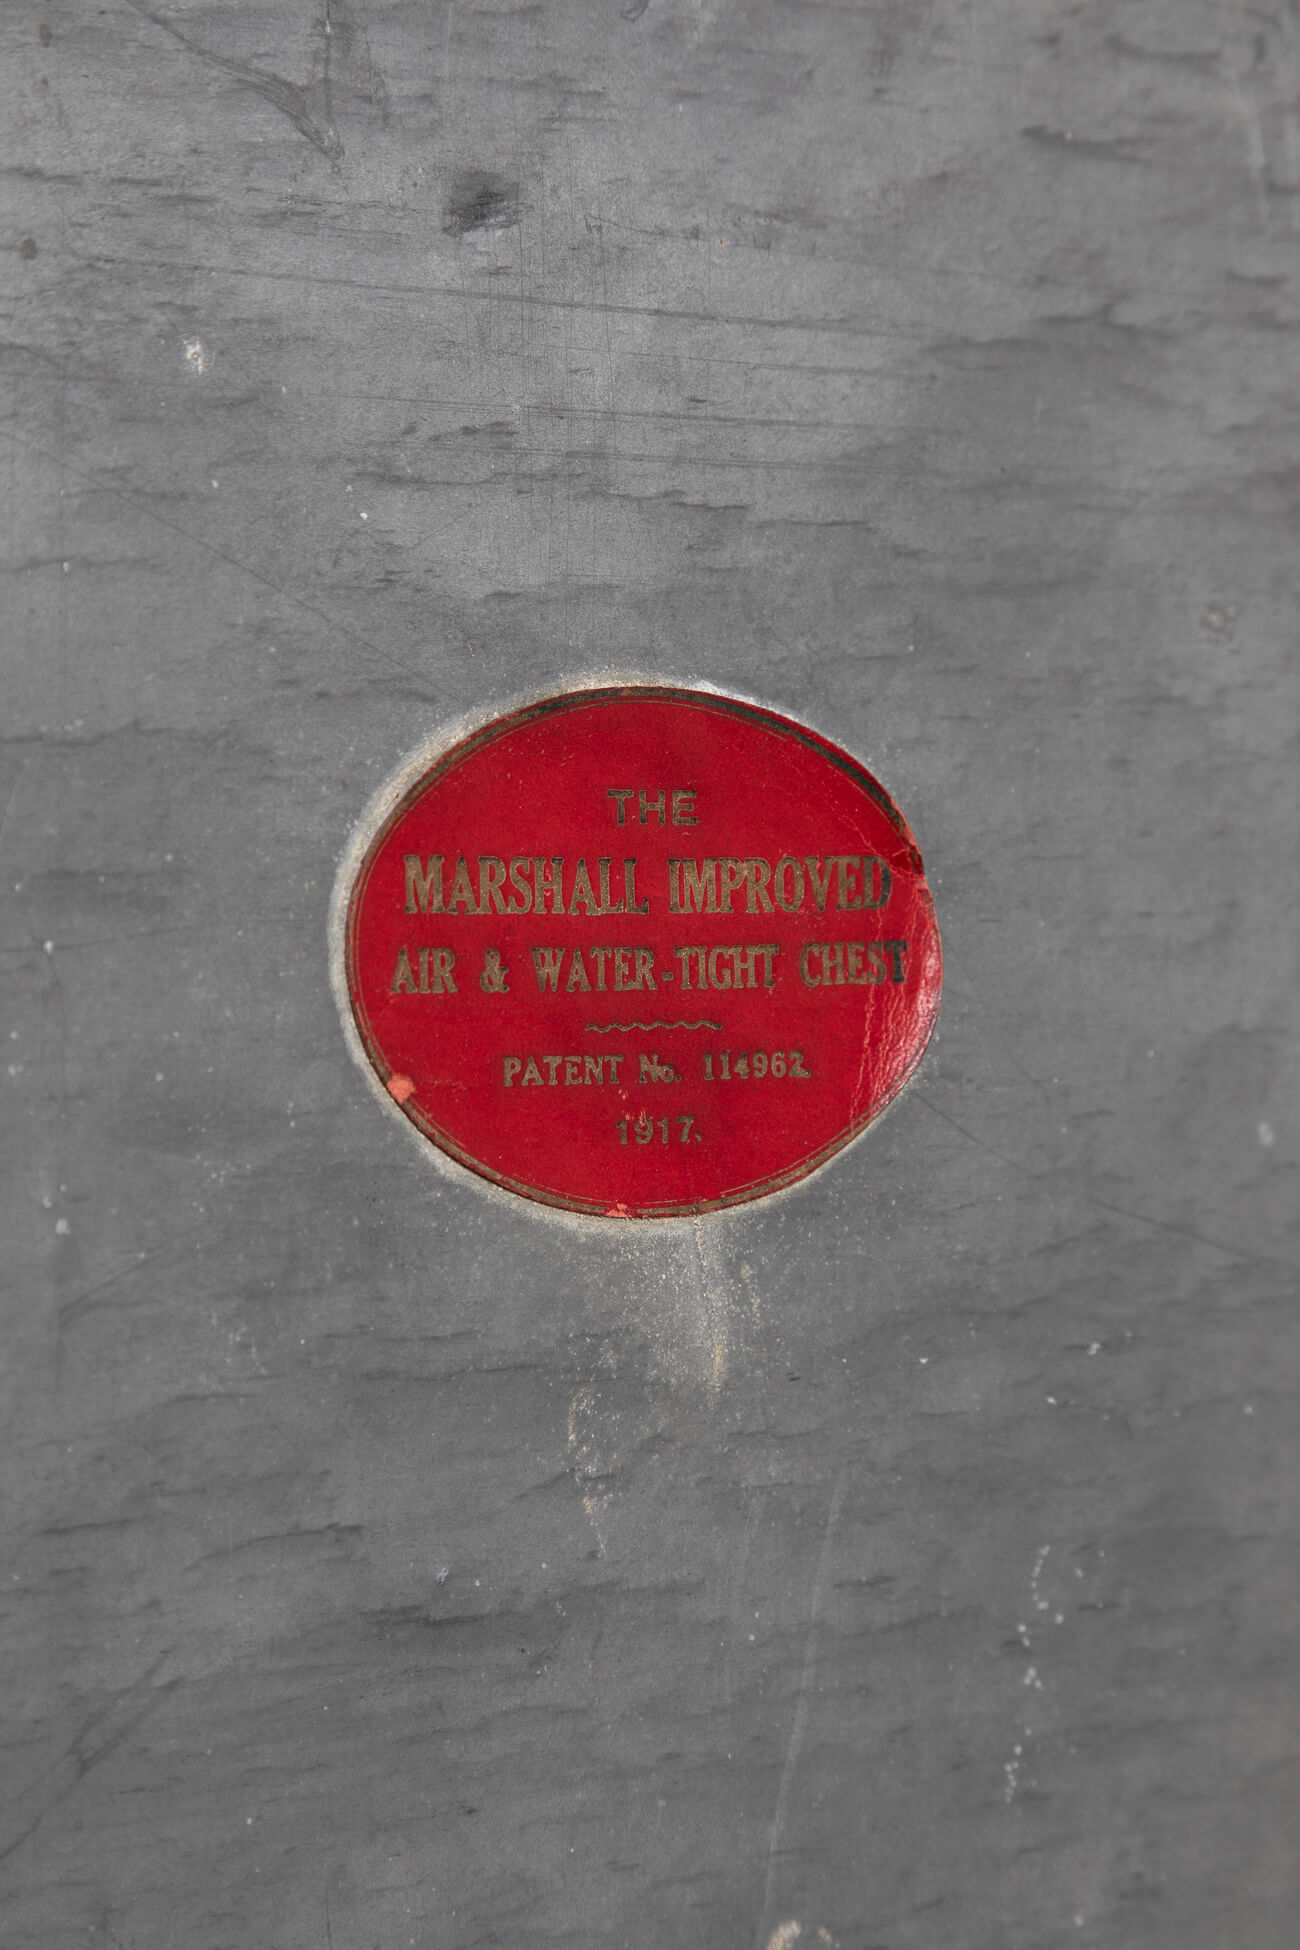 THE
MARSHALL IMPROVED
AIR & WATER-TIGHT CHEST
PATENT No. 114962
1917.